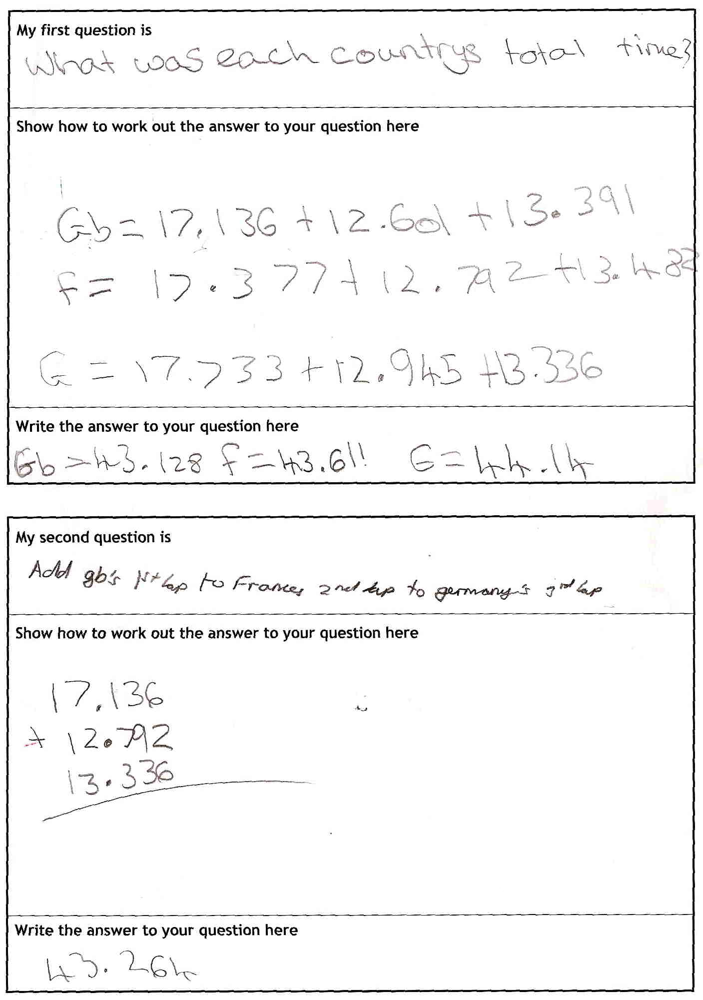 My first question is
What was each countrys total time?
Show how to work out the answer to your question here
Gb = 17.136 + 12.601 + 13.391
F = 17.377 + 12.792 + 13.482
G = 17.733 + 12.945 + 13.336
Write the answer to your question here
Gb = 43.128 F = 43.611 G = 44.14
My second question is
Add gb's 1st lap to Frances 2nd lap to germany's 3rd lap
Show how to work out the answer to your question here
17.136
+ 12.792
13.336
Write the answer to your question here
43.264